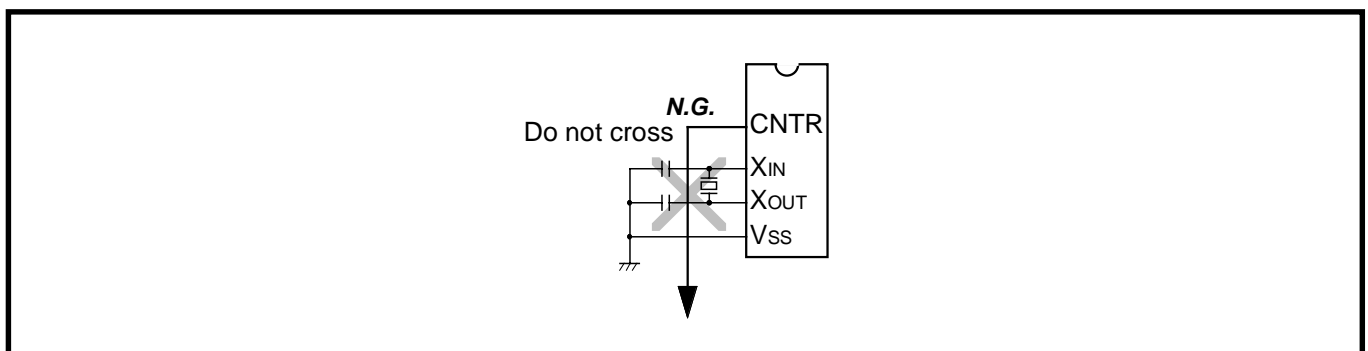 N.G.
Do not cross
CNTR
XIN
XOUT
VSS